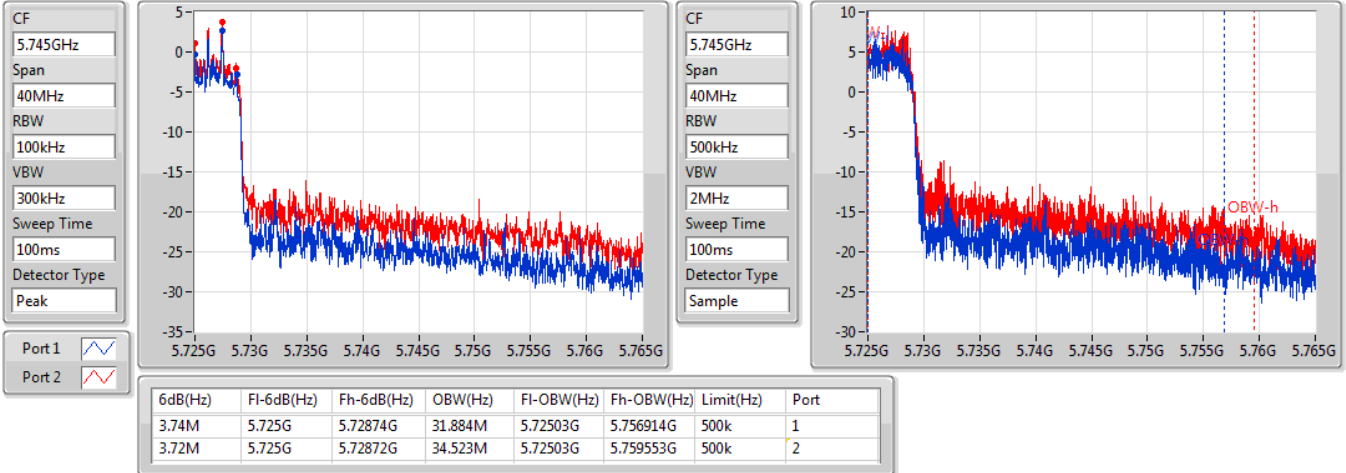 CF
5.745GHz
Span
40MHz
RBW
100kHz
VBW
300kHz
Sweep Time
100ms
Detector Type
Peak
Port 1
Port 2
5
0
-5
-10
-15
-20
-25
-30
-35
5.725G 5.73G 5.735G 5.74G 5.745G 5.75G 5.755G 5.76G 5.765G
CF
5.745GHz
Span
40MHz
RBW
500kHz
VBW
2MHz
Sweep Time
100ms
Detector Type
Sample
10
5
0
-5
-10
-15
-20
-25
-30
OBW-h
5.725G 5.73G 5.735G 5.74G 5.745G 5.75G 5.755G 5.76G 5.765G
6dB(Hz) Fl-6dB(Hz) Fh-6dB(Hz) OBW(Hz) Fl-OBW(Hz) Fh-OBW(Hz) Limit(Hz) Port
3.74M 5.725G 5.72874G 31.884M 5.72503G 5.756914G 500k 1
3.72M 5.725G 5.72872G 34.523M 5.72503G 5.759553G 500k 2